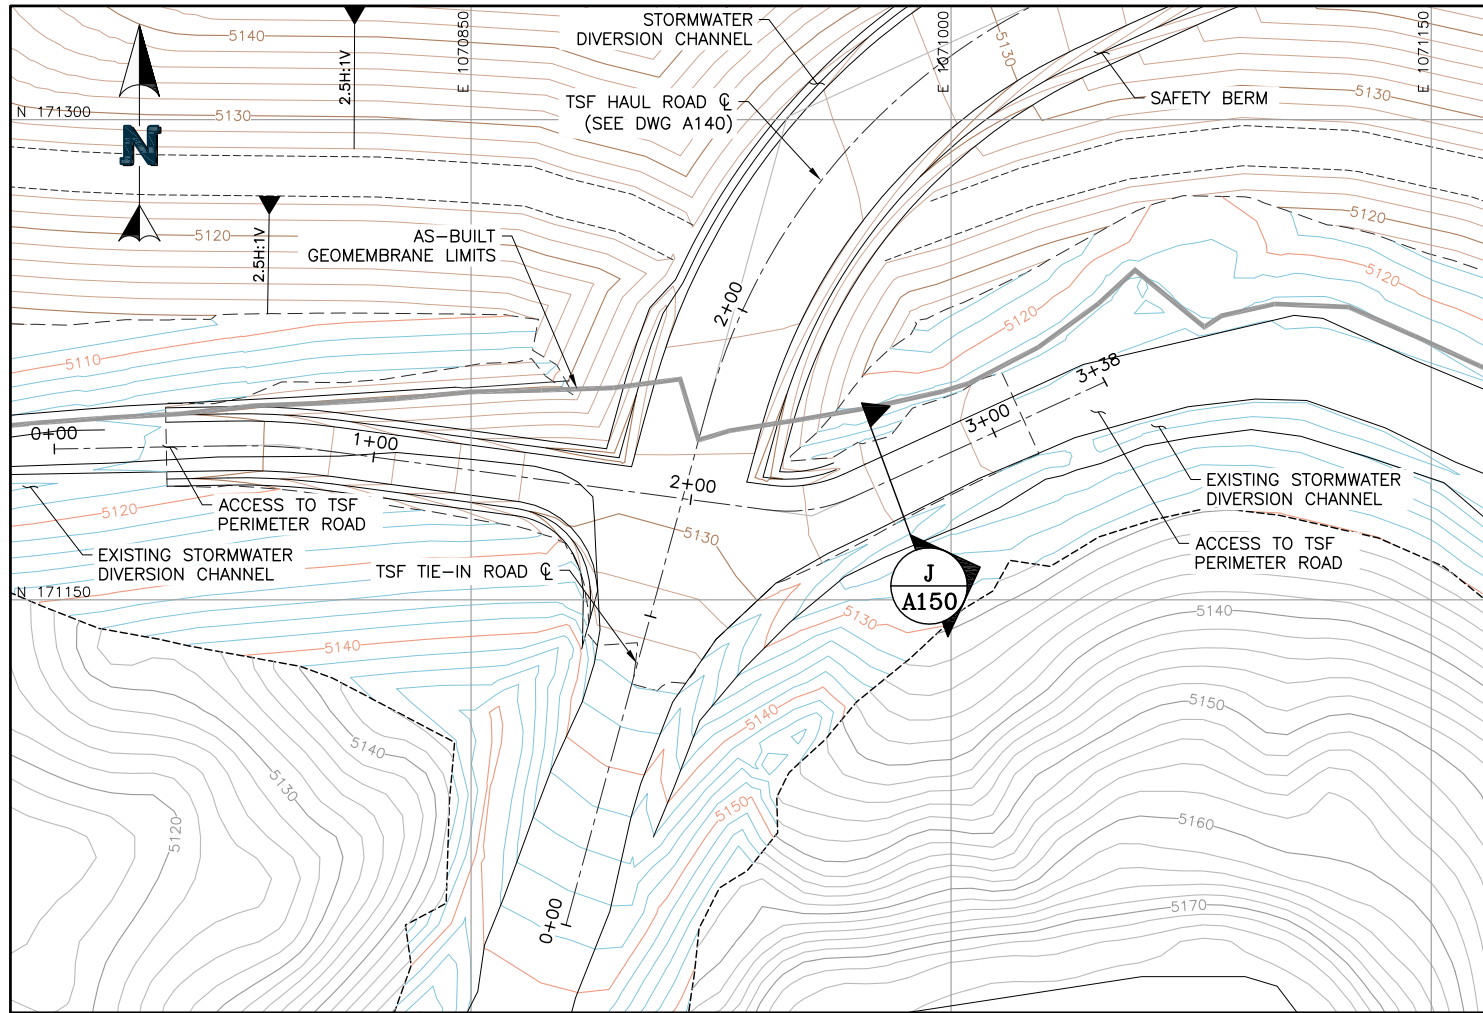 5140
2.5H:1V
E 1070850
STORMWATER
DIVERSION CHANNEL
5130
E 1071000
E 1071150
N 171300
5130
TSF HAUL ROAD ℄
(SEE DWG A140)
SAFETY BERM
5130
N
5120
2.5H:1V
AS-BUILT
GEOMEMBRANE LIMITS
5120
5120
2+00
5120
5110
3+38
0+00
1+00
3+00
2+00
ACCESS TO TSF
PERIMETER ROAD
5120
EXISTING STORMWATER
DIVERSION CHANNEL
5130
EXISTING STORMWATER
DIVERSION CHANNEL
ACCESS TO TSF
PERIMETER ROAD
TSF TIE-IN ROAD ℄
J
A150
N 171150
5130
5140
5140
5140
5140
5150
5130
5150
5120
5160
0+00
5170